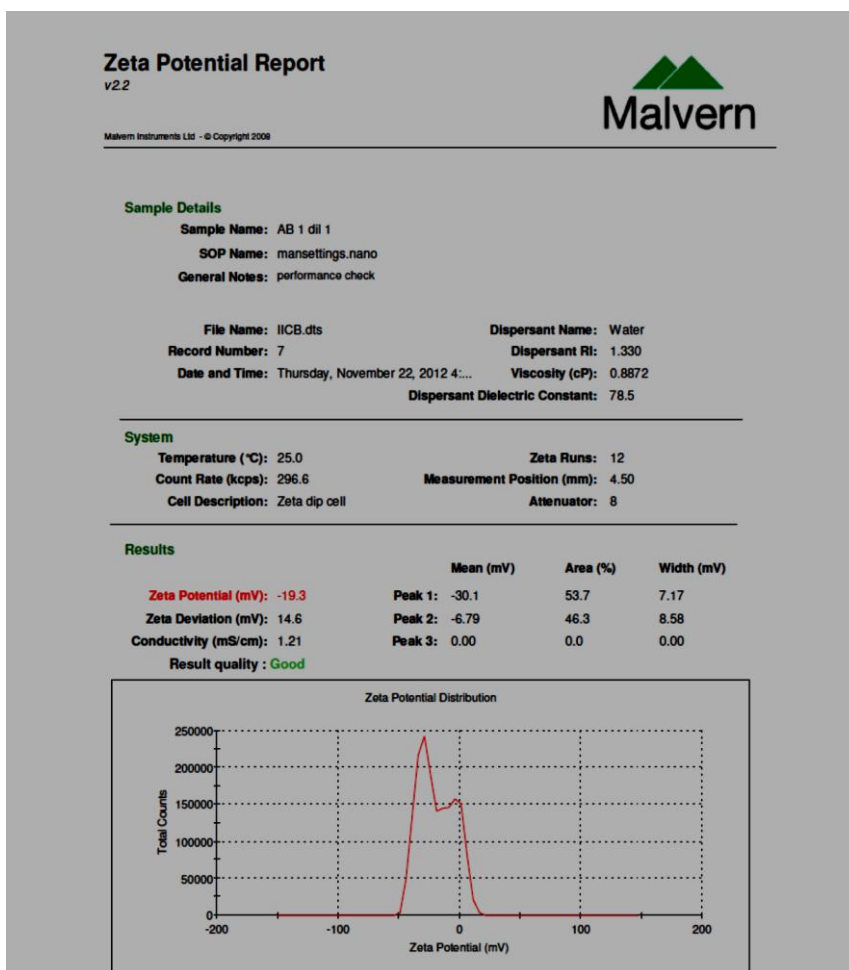 Zeta Potential Report
v2.2
Malvern
Malvern Instruments Ltd - © Copyright 2008
Sample Details
Sample Name: AB 1 dil 1
SOP Name: mansettings.nano
General Notes: performance check
File Name: IICB.dts Dispersant Name: Water
Record Number: 7 Dispersant RI: 1.330
Date and Time: Thursday, November 22, 2012 4:... Viscosity (cP): 0.8872
Dispersant Dielectric Constant: 78.5
System
Temperature (°C): 25.0 Zeta Runs: 12
Count Rate (kcps): 296.6 Measurement Position (mm): 4.50
Cell Description: Zeta dip cell Attenuator: 8
Results
Mean (mV) Area (%) Width (mV)
Zeta Potential (mV): -19.3 Peak 1: -30.1 53.7 7.17
Zeta Deviation (mV): 14.6 Peak 2: -6.79 46.3 8.58
Conductivity (mS/cm): 1.21 Peak 3: 0.00 0.0 0.00
Result quality : Good
Zeta Potential Distribution
250000
200000
150000
100000
50000
0
Total Counts
-200 -100 0 100 200
Zeta Potential (mV)